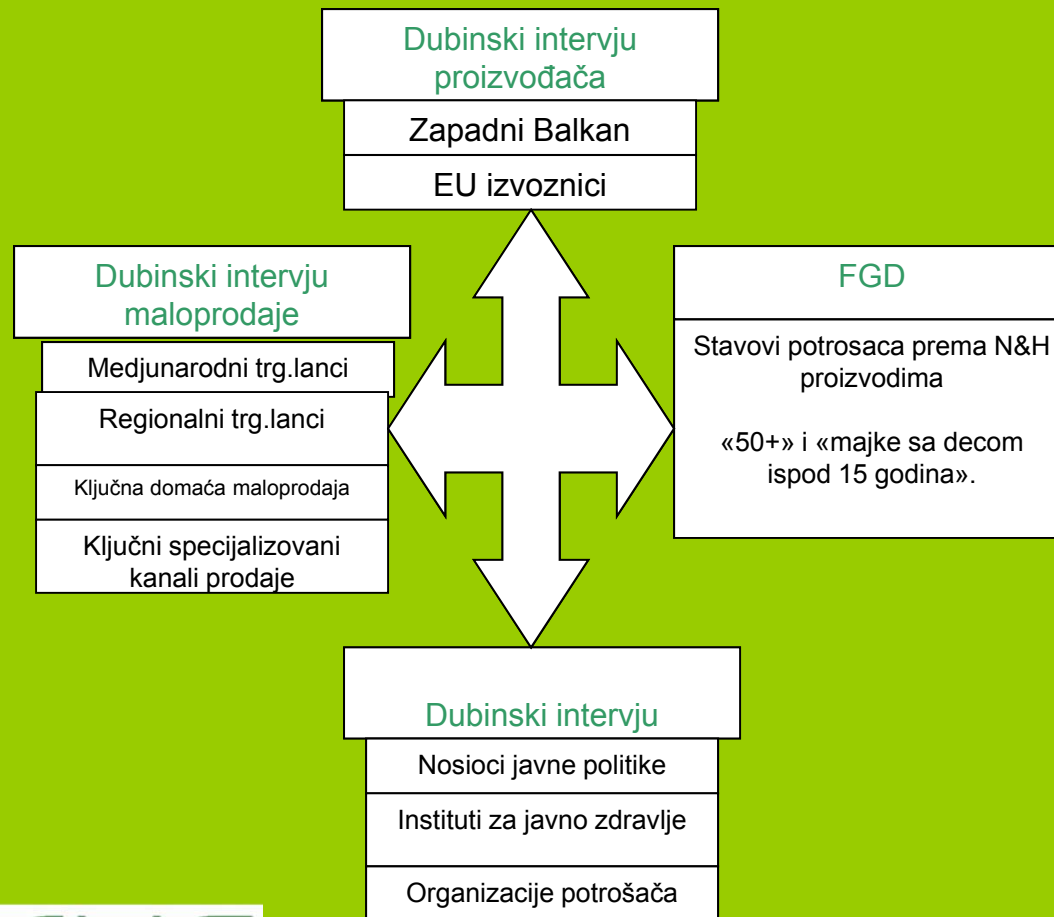 Dubinski intervju
proizvođača
Zapadni Balkan
EU izvoznici
Dubinski intervju
maloprodaje
Medjunarodni trg.lanci
Regionalni trg.lanci
Ključna domaća maloprodaja
Ključni specijalizovani
kanali prodaje
FGD
Stavovi potrosaca prema N&H
proizvodima
«50+» i «majke sa decom
ispod 15 godina».
Dubinski intervju
Nosioci javne politike
Instituti za javno zdravlje
Organizacije potrošača